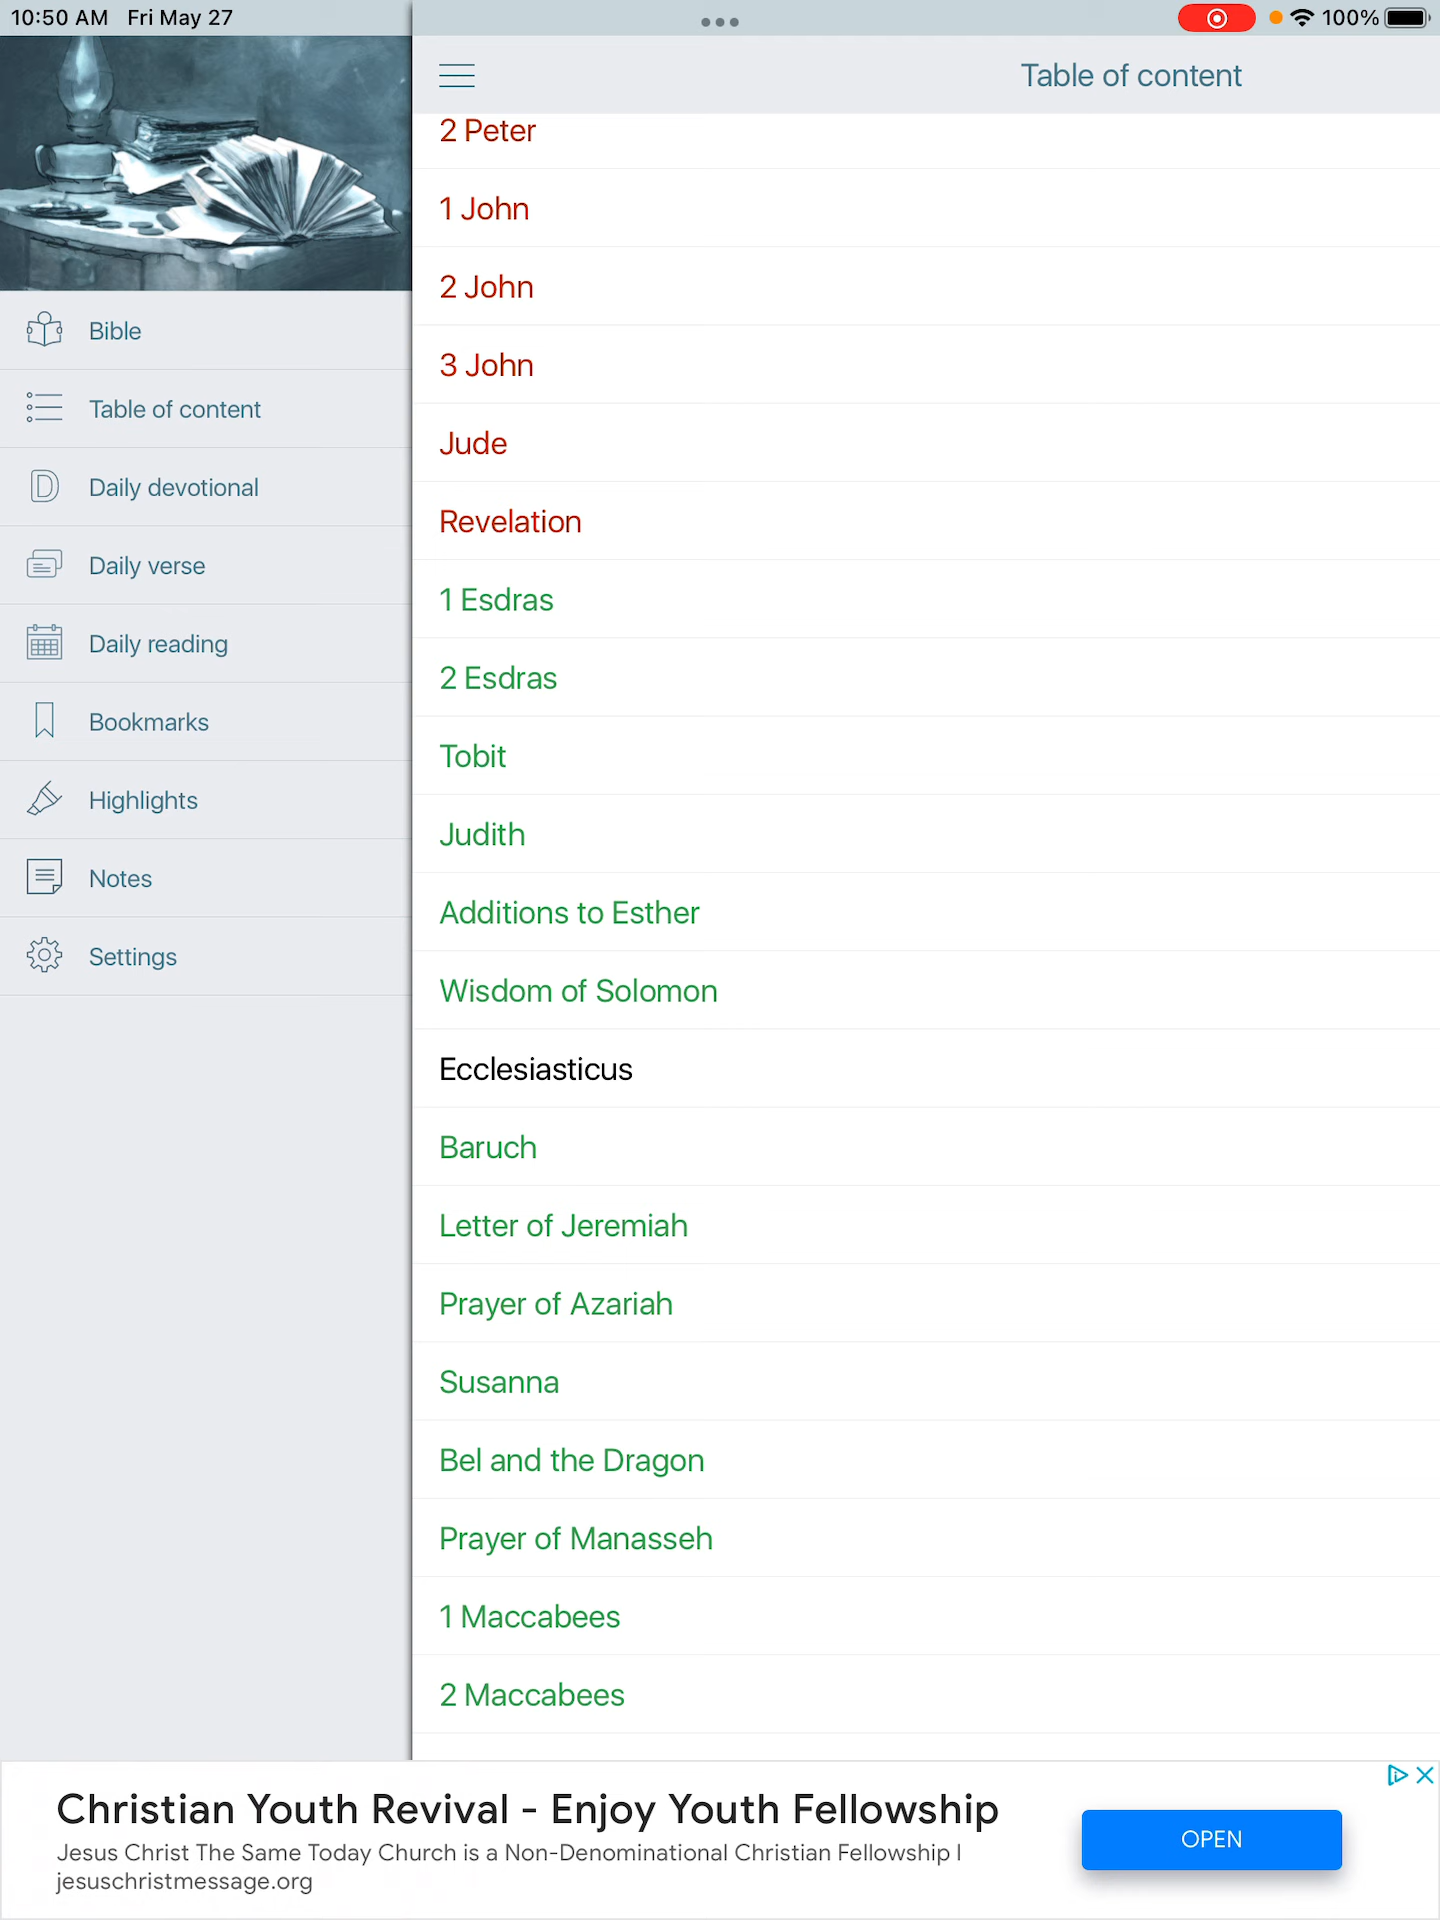 10:50 AM Fri May 27
100%
Bible
Table of content
Daily devotional
Daily verse
Daily reading
Bookmarks
Highlights
Notes
Settings
Table of content
2 Peter
1 John
2 John
3 John
Jude
Revelation
1 Esdras
2 Esdras
Tobit
Judith
Additions to Esther
Wisdom of Solomon
Ecclesiasticus
Baruch
Letter of Jeremiah
Prayer of Azariah
Susanna
Bel and the Dragon
Prayer of Manasseh
1 Maccabees
2 Maccabees
Christian Youth Revival - Enjoy Youth Fellowship
Jesus Christ The Same Today Church is a Non-Denominational Christian Fellowship I
jesuschristmessage.org
OPEN